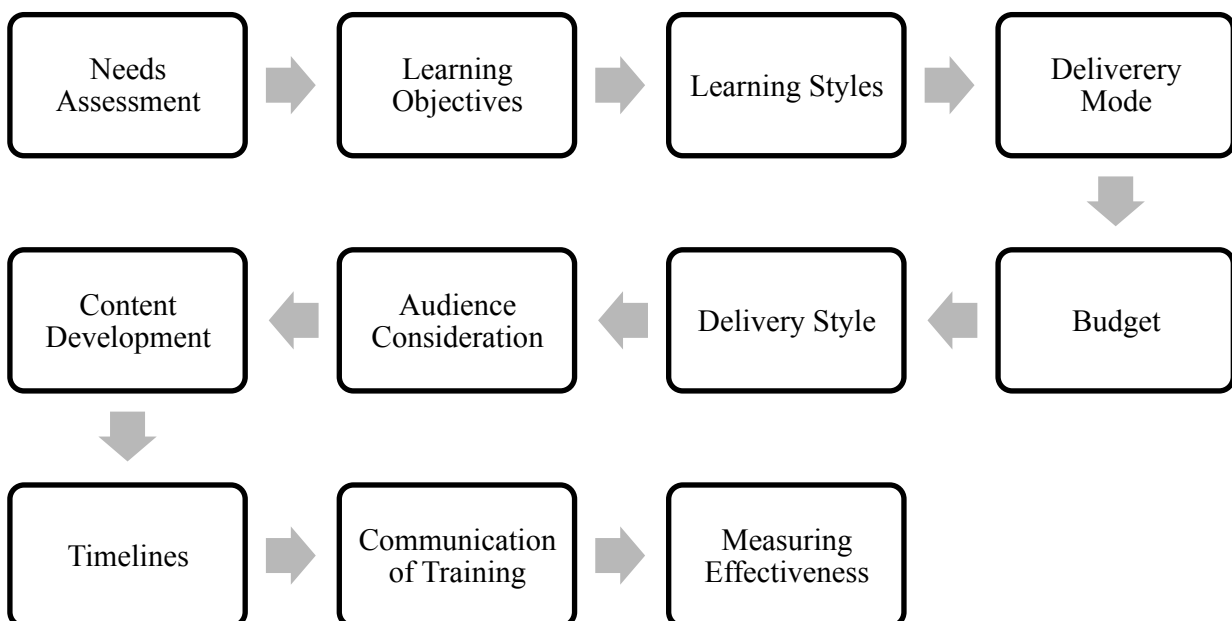 Needs
Assessment
Learning
Objectives
Learning Styles
Deliverery
Mode
Budget
Delivery Style
Audience
Consideration
Content
Development
Timelines
Communication
of Training
Measuring
Effectiveness